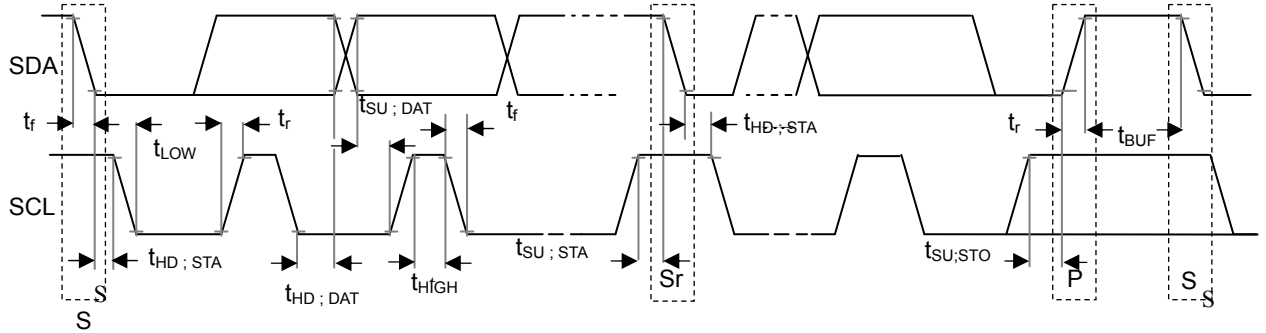 SDA
t_f
t_LOW
t_r
t_SU ; DAT
t_f
t_HD ; STA
t_r
t_BUF
SCL
t_HD ; STA
t_HD ; DAT
t_HIGH
t_SU ; STA
Sr
t_SU;STO
P
S
S
S
S